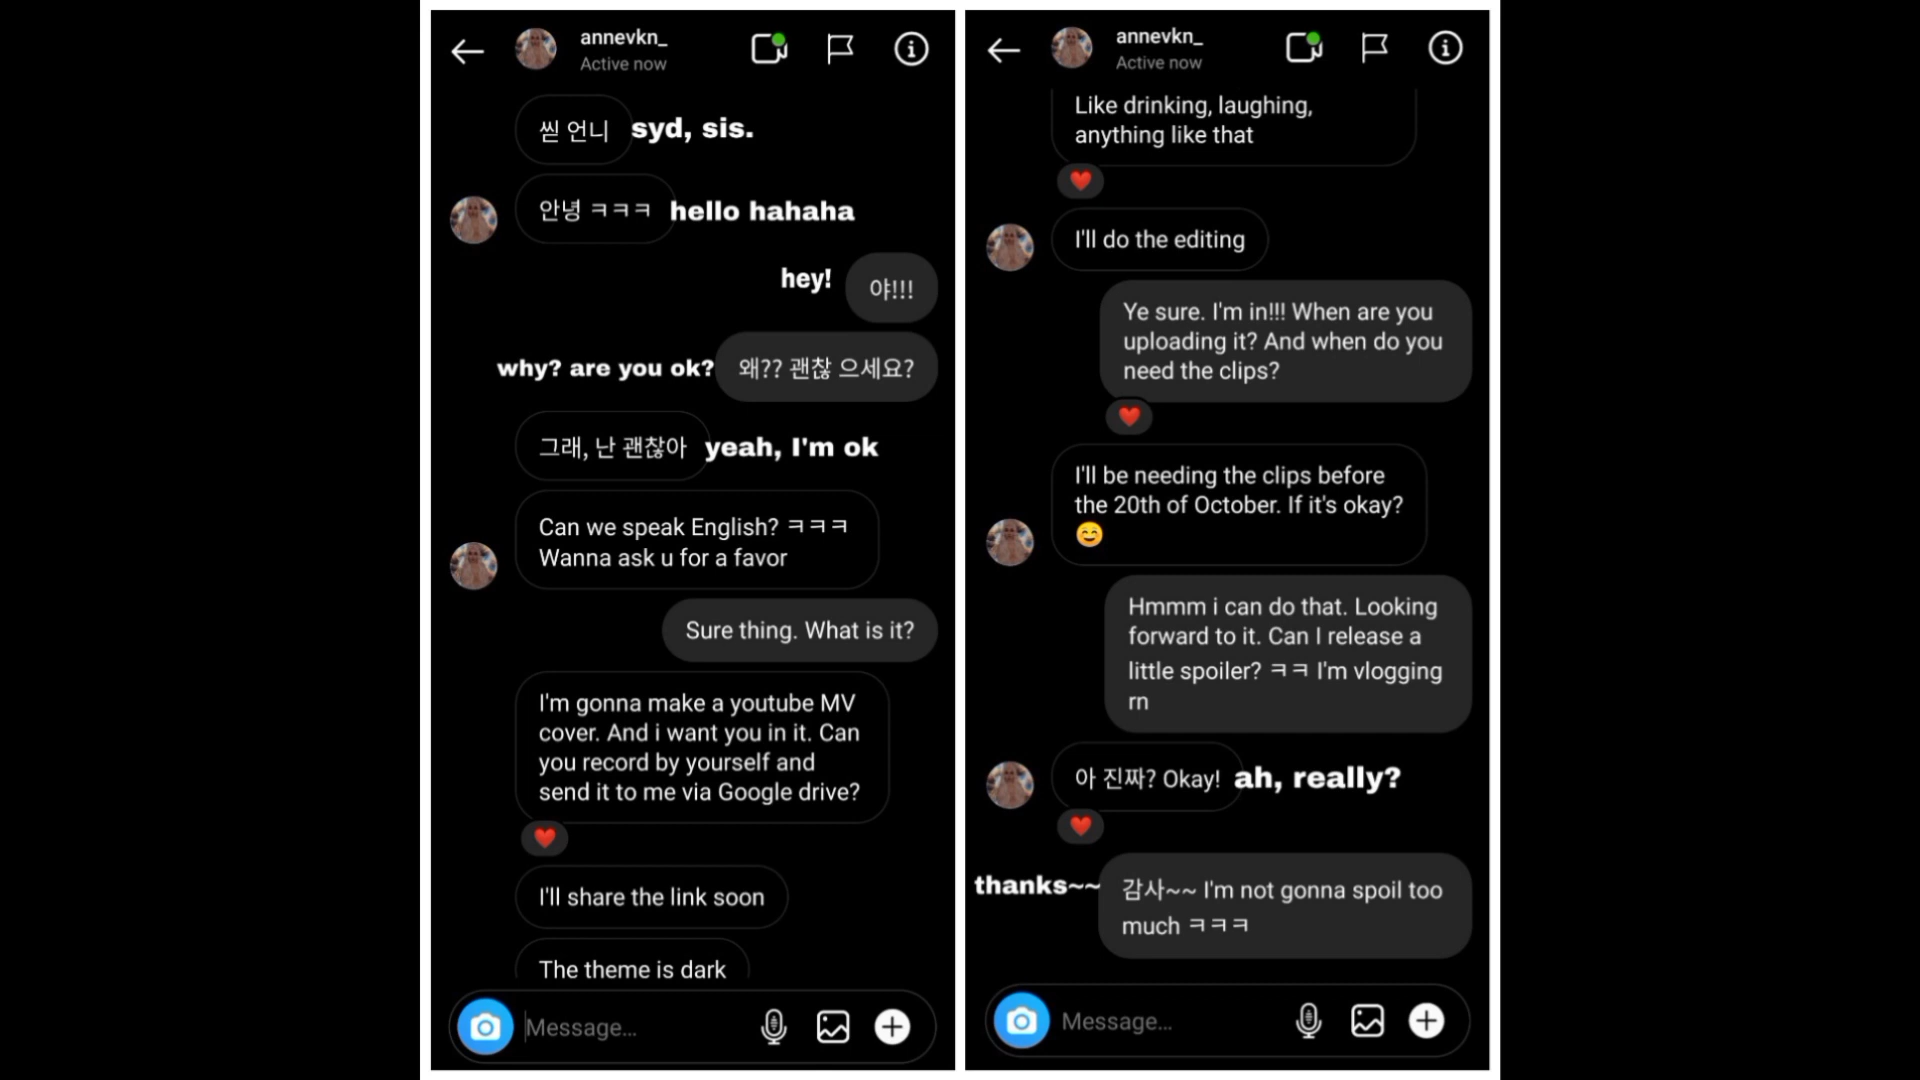 annevkn_
Active now
씯 언니 syd, sis.
안녕 ㅋㅋㅋ hello hahaha
hey! 야!!!
why? are you ok? 왜?? 괜찮 으세요?
그래, 난 괜찮아 yeah, I'm ok
Can we speak English? ㅋㅋㅋ
Wanna ask u for a favor
Sure thing. What is it?
I'm gonna make a youtube MV
cover. And i want you in it. Can
you record by yourself and
send it to me via Google drive?
I'll share the link soon
The theme is dark
Message...
annevkn_
Active now
Like drinking, laughing,
anything like that
I'll do the editing
Ye sure. I'm in!!! When are you
uploading it? And when do you
need the clips?
I'll be needing the clips before
the 20th of October. If it's okay?
😊
Hmmm i can do that. Looking
forward to it. Can I release a
little spoiler? ㅋㅋ I'm vlogging
rn
아 진짜? Okay! ah, really?
thanks~~ 감사~~ I'm not gonna spoil too
much ㅋㅋㅋ
Message...